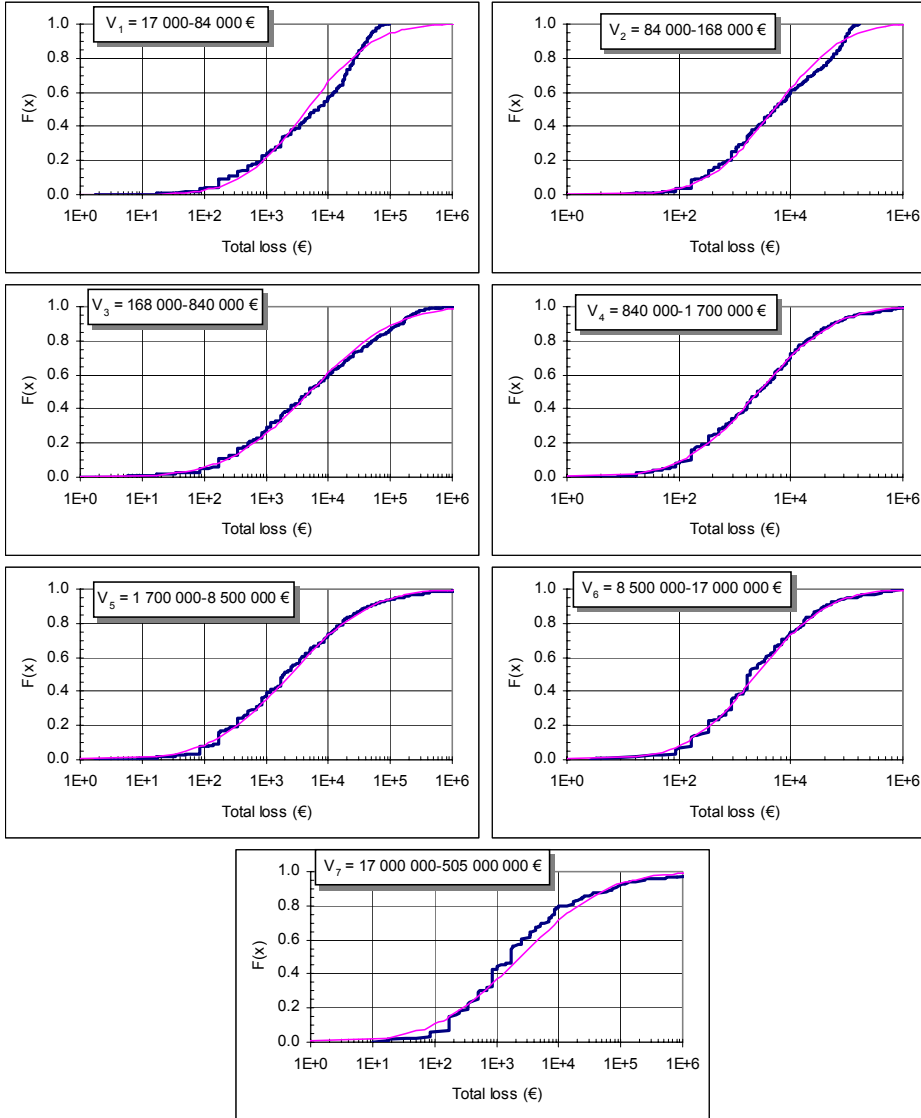 V1 = 17 000-84 000 €
1.0
0.8
0.6
0.4
0.2
0.0
F(x)
1E+0 1E+1 1E+2 1E+3 1E+4 1E+5 1E+6
Total loss (€)
V2 = 84 000-168 000 €
1.0
0.8
0.6
0.4
0.2
0.0
F(x)
1E+0 1E+2 1E+4 1E+6
Total loss (€)
V3 = 168 000-840 000 €
1.0
0.8
0.6
0.4
0.2
0.0
F(x)
1E+0 1E+1 1E+2 1E+3 1E+4 1E+5 1E+6
Total loss (€)
V4 = 840 000-1 700 000 €
1.0
0.8
0.6
0.4
0.2
0.0
F(x)
1E+0 1E+2 1E+4 1E+6
Total loss (€)
V5 = 1 700 000-8 500 000 €
1.0
0.8
0.6
0.4
0.2
0.0
F(x)
1E+0 1E+1 1E+2 1E+3 1E+4 1E+5 1E+6
Total loss (€)
V6 = 8 500 000-17 000 000 €
1.0
0.8
0.6
0.4
0.2
0.0
F(x)
1E+0 1E+2 1E+4 1E+6
Total loss (€)
V7 = 17 000 000-505 000 000 €
1.0
0.8
0.6
0.4
0.2
0.0
F(x)
1E+0 1E+1 1E+2 1E+3 1E+4 1E+5 1E+6
Total loss (€)